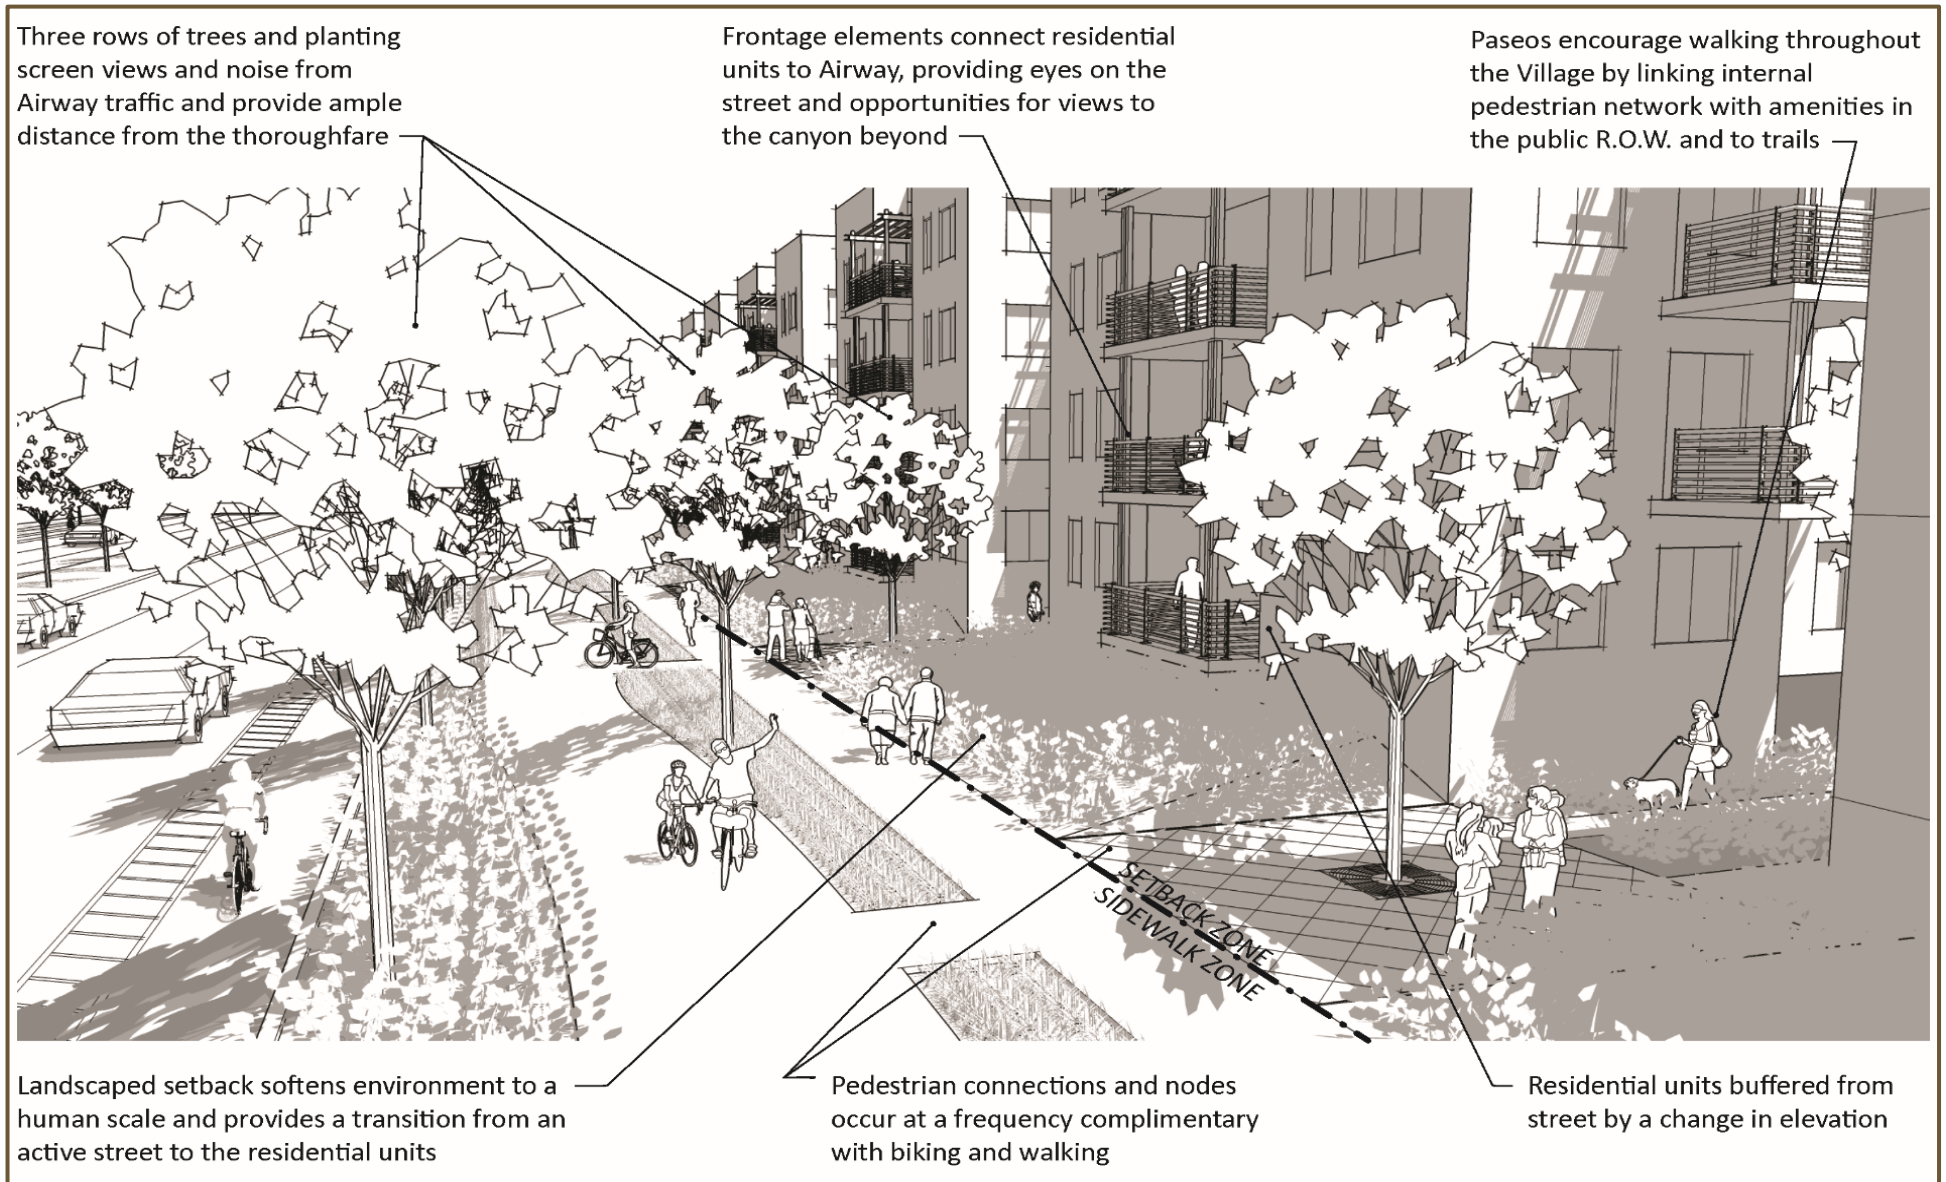 Three rows of trees and planting
screen views and noise from
Airway traffic and provide ample
distance from the thoroughfare
Frontage elements connect residential
units to Airway, providing eyes on the
street and opportunities for views to
the canyon beyond
Paseos encourage walking throughout
the Village by linking internal
pedestrian network with amenities in
the public R.O.W. and to trails
SETBACK ZONE
SIDEWALK ZONE
Landscaped setback softens environment to a
human scale and provides a transition from an
active street to the residential units
Pedestrian connections and nodes
occur at a frequency complimentary
with biking and walking
Residential units buffered from
street by a change in elevation